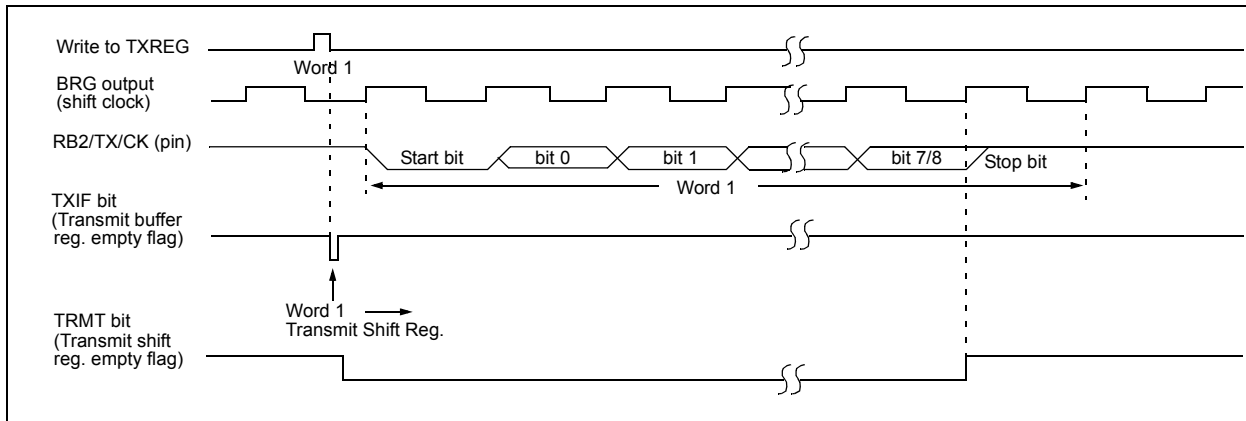 Write to TXREG
Word 1
BRG output
(shift clock)
RB2/TX/CK (pin)
Start bit
bit 0
bit 1
bit 7/8
Stop bit
Word 1
TXIF bit
(Transmit buffer
reg. empty flag)
Word 1
Transmit Shift Reg.
TRMT bit
(Transmit shift
reg. empty flag)